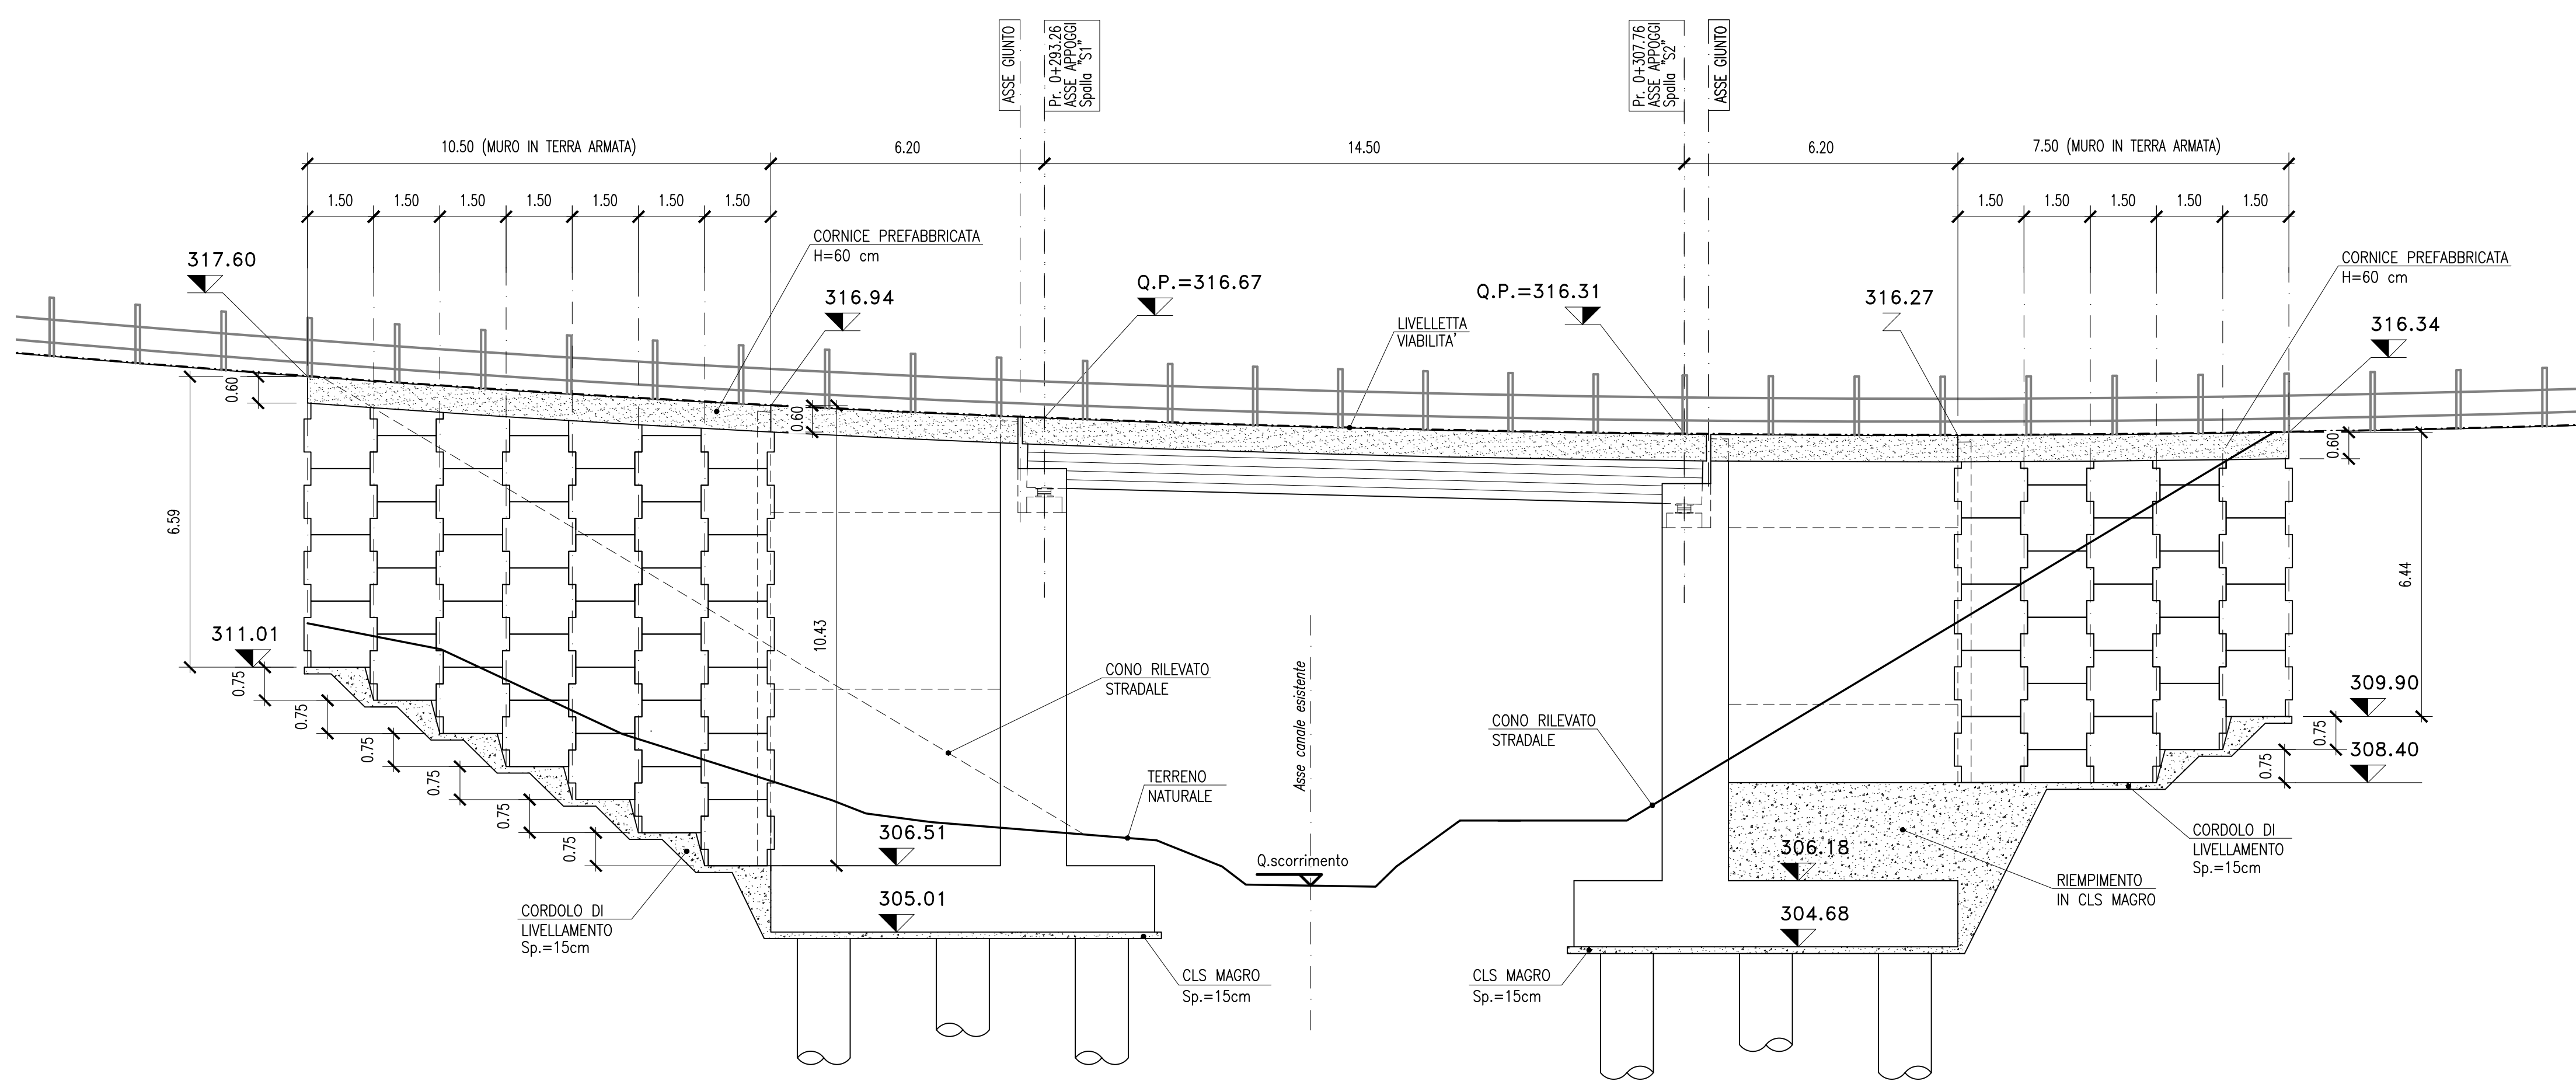 ASSE GIUNTO
Pr. 0+293.26
ASSE APPOGGI
Spalla "S1"
Pr. 0+307.76
ASSE APPOGGI
Spalla "S2"
ASSE GIUNTO
10.50 (MURO IN TERRA ARMATA)
6.20
14.50
6.20
7.50 (MURO IN TERRA ARMATA)
1.50
1.50
1.50
1.50
1.50
1.50
1.50
1.50
1.50
1.50
1.50
1.50
CORNICE PREFABBRICATA
H=60 cm
CORNICE PREFABBRICATA
H=60 cm
317.60
316.94
Q.P.=316.67
Q.P.=316.31
316.27
316.34
LIVELLETTA
VIABILITA'
0.60
0.60
0.60
6.59
10.43
6.44
311.01
0.75
0.75
0.75
0.75
0.75
0.75
CONO RILEVATO
STRADALE
Asse canale esistente
CONO RILEVATO
STRADALE
309.90
0.75
308.40
0.75
TERRENO
NATURALE
306.51
Q.scorrimento
306.18
CORDOLO DI
LIVELLAMENTO
Sp.=15cm
RIEMPIMENTO
IN CLS MAGRO
305.01
304.68
CORDOLO DI
LIVELLAMENTO
Sp.=15cm
CLS MAGRO
Sp.=15cm
CLS MAGRO
Sp.=15cm